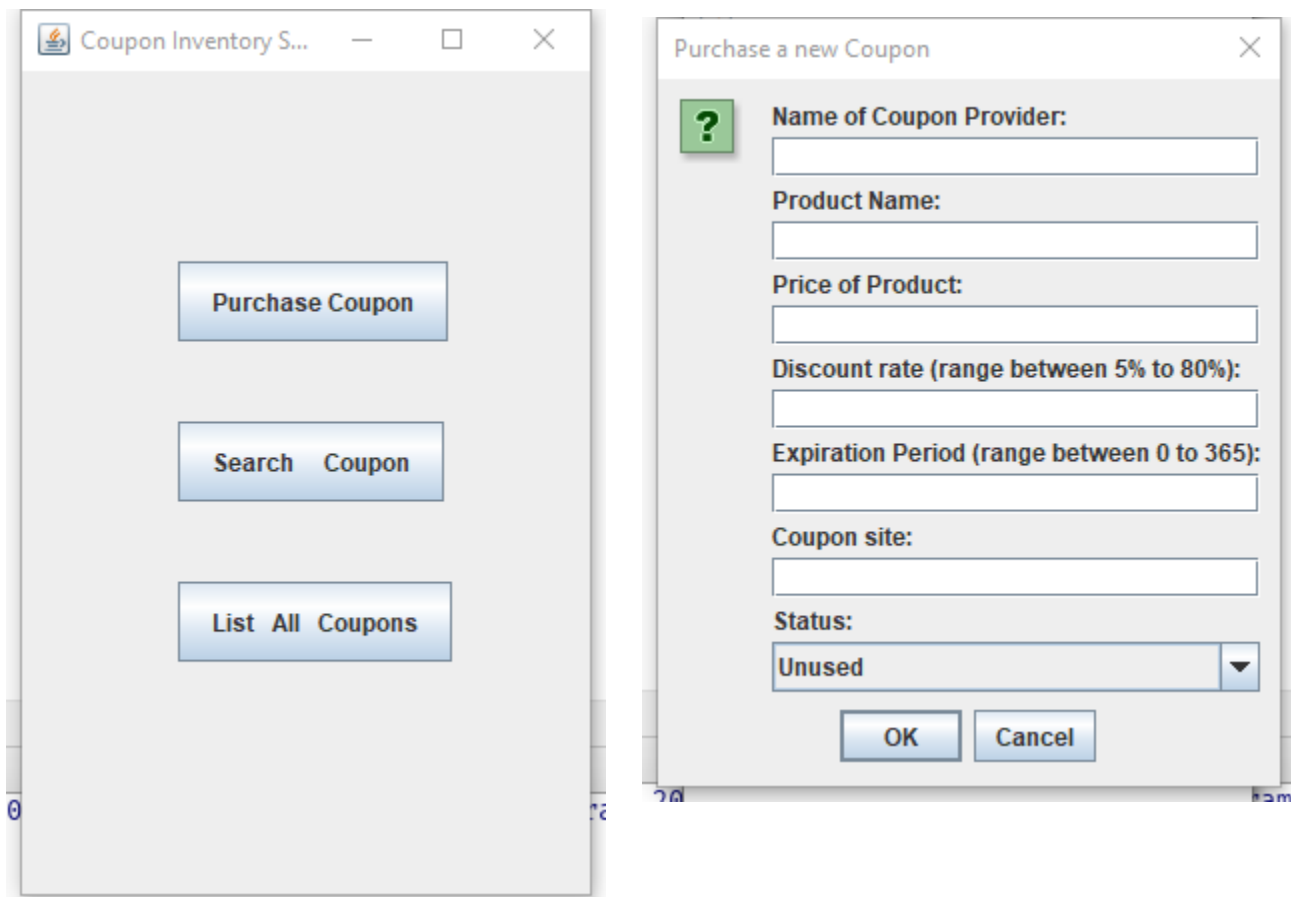 Coupon Inventory S...
Purchase Coupon
Search Coupon
List All Coupons
0
Purchase a new Coupon
?
Name of Coupon Provider:
Product Name:
Price of Product:
Discount rate (range between 5% to 80%):
Expiration Period (range between 0 to 365):
Coupon site:
Status:
Unused
OK
Cancel
20